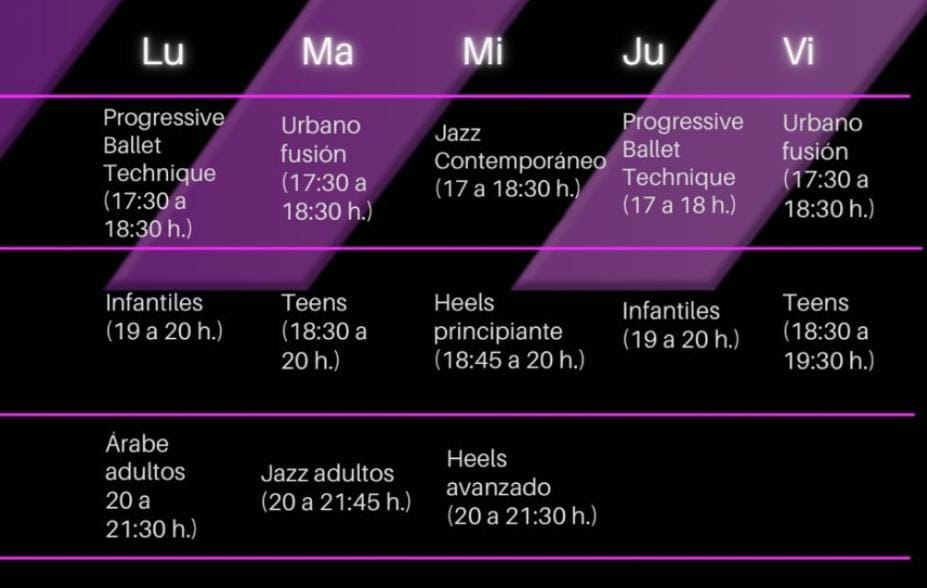 Lu Ma Mi Ju Vi
Progressive
Ballet
Technique
(17:30 a
18:30 h.)
Urbano
fusión
(17:30 a
18:30 h.)
Jazz
Contemporáneo
(17 a 18:30 h.)
Progressive
Ballet
Technique
(17 a 18 h.)
Urbano
fusión
(17:30 a
18:30 h.)
Infantiles
(19 a 20 h.)
Teens
(18:30 a
20 h.)
Heels
principiante
(18:45 a 20 h.)
Infantiles
(19 a 20 h.)
Teens
(18:30 a
19:30 h.)
Árabe
adultos
20 a
21:30 h.)
Jazz adultos
(20 a 21:45 h.)
Heels
avanzado
(20 a 21:30 h.)